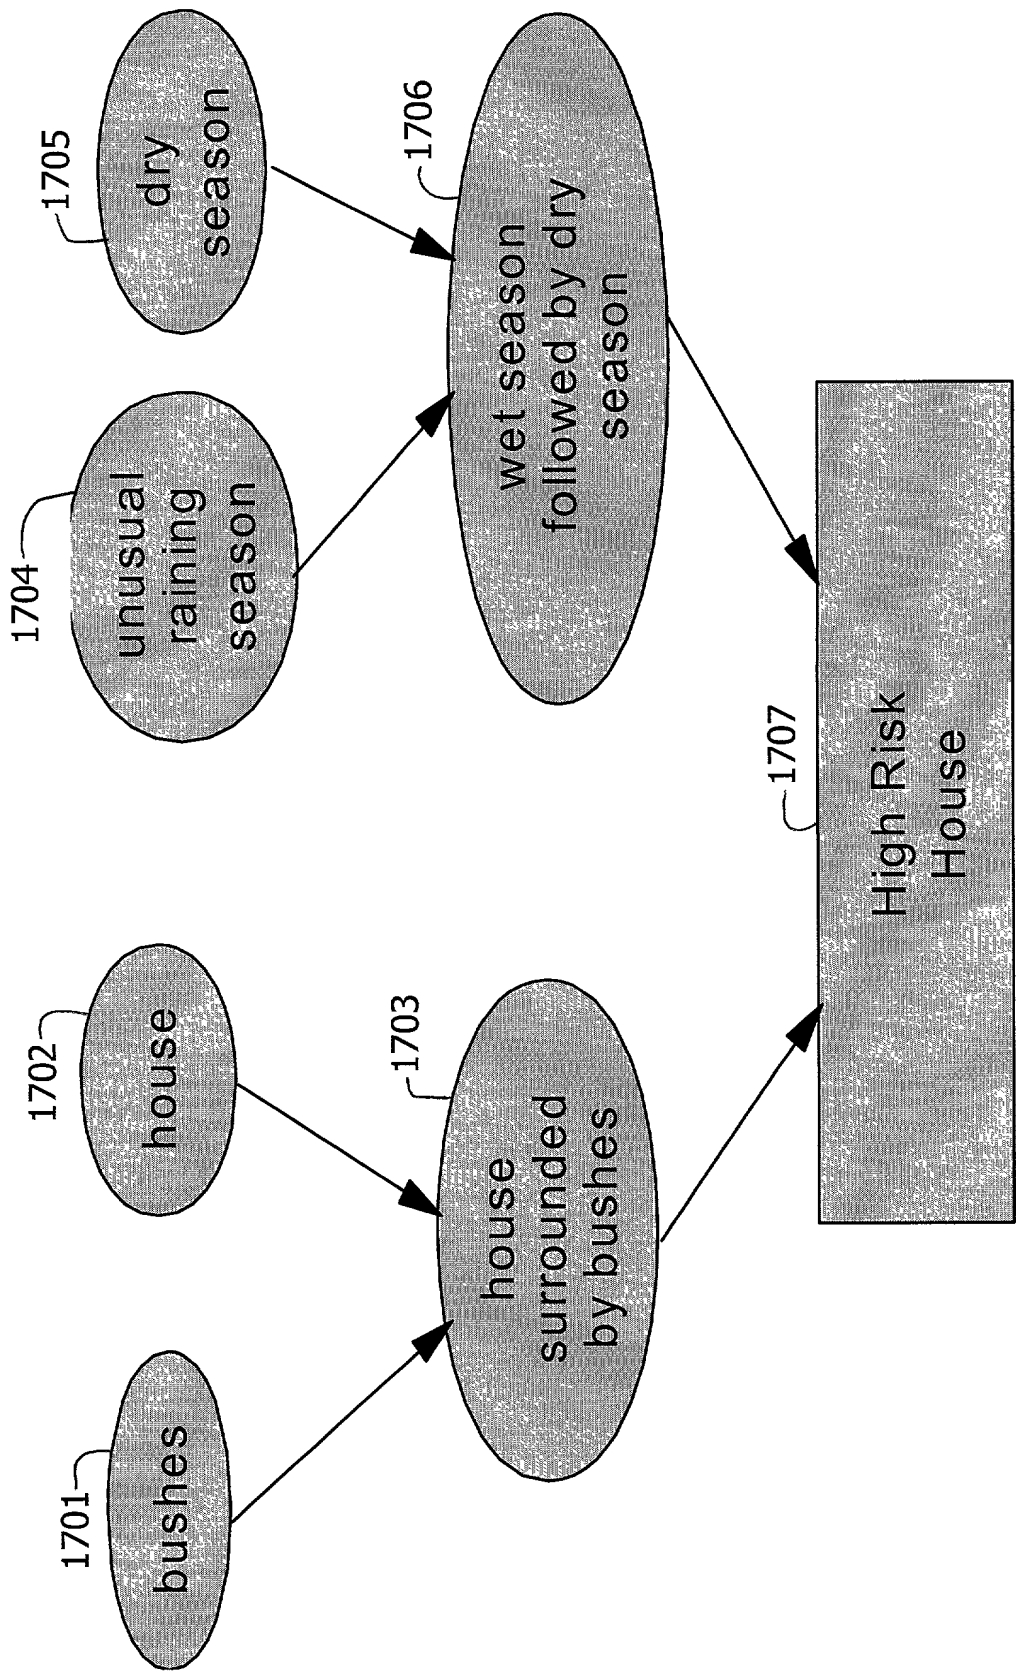 1701
bushes
1702
house
1704
unusual
raining
season
1705
dry
season
1703
house
surrounded
by bushes
1706
wet season
followed by dry
season
1707
High Risk
House